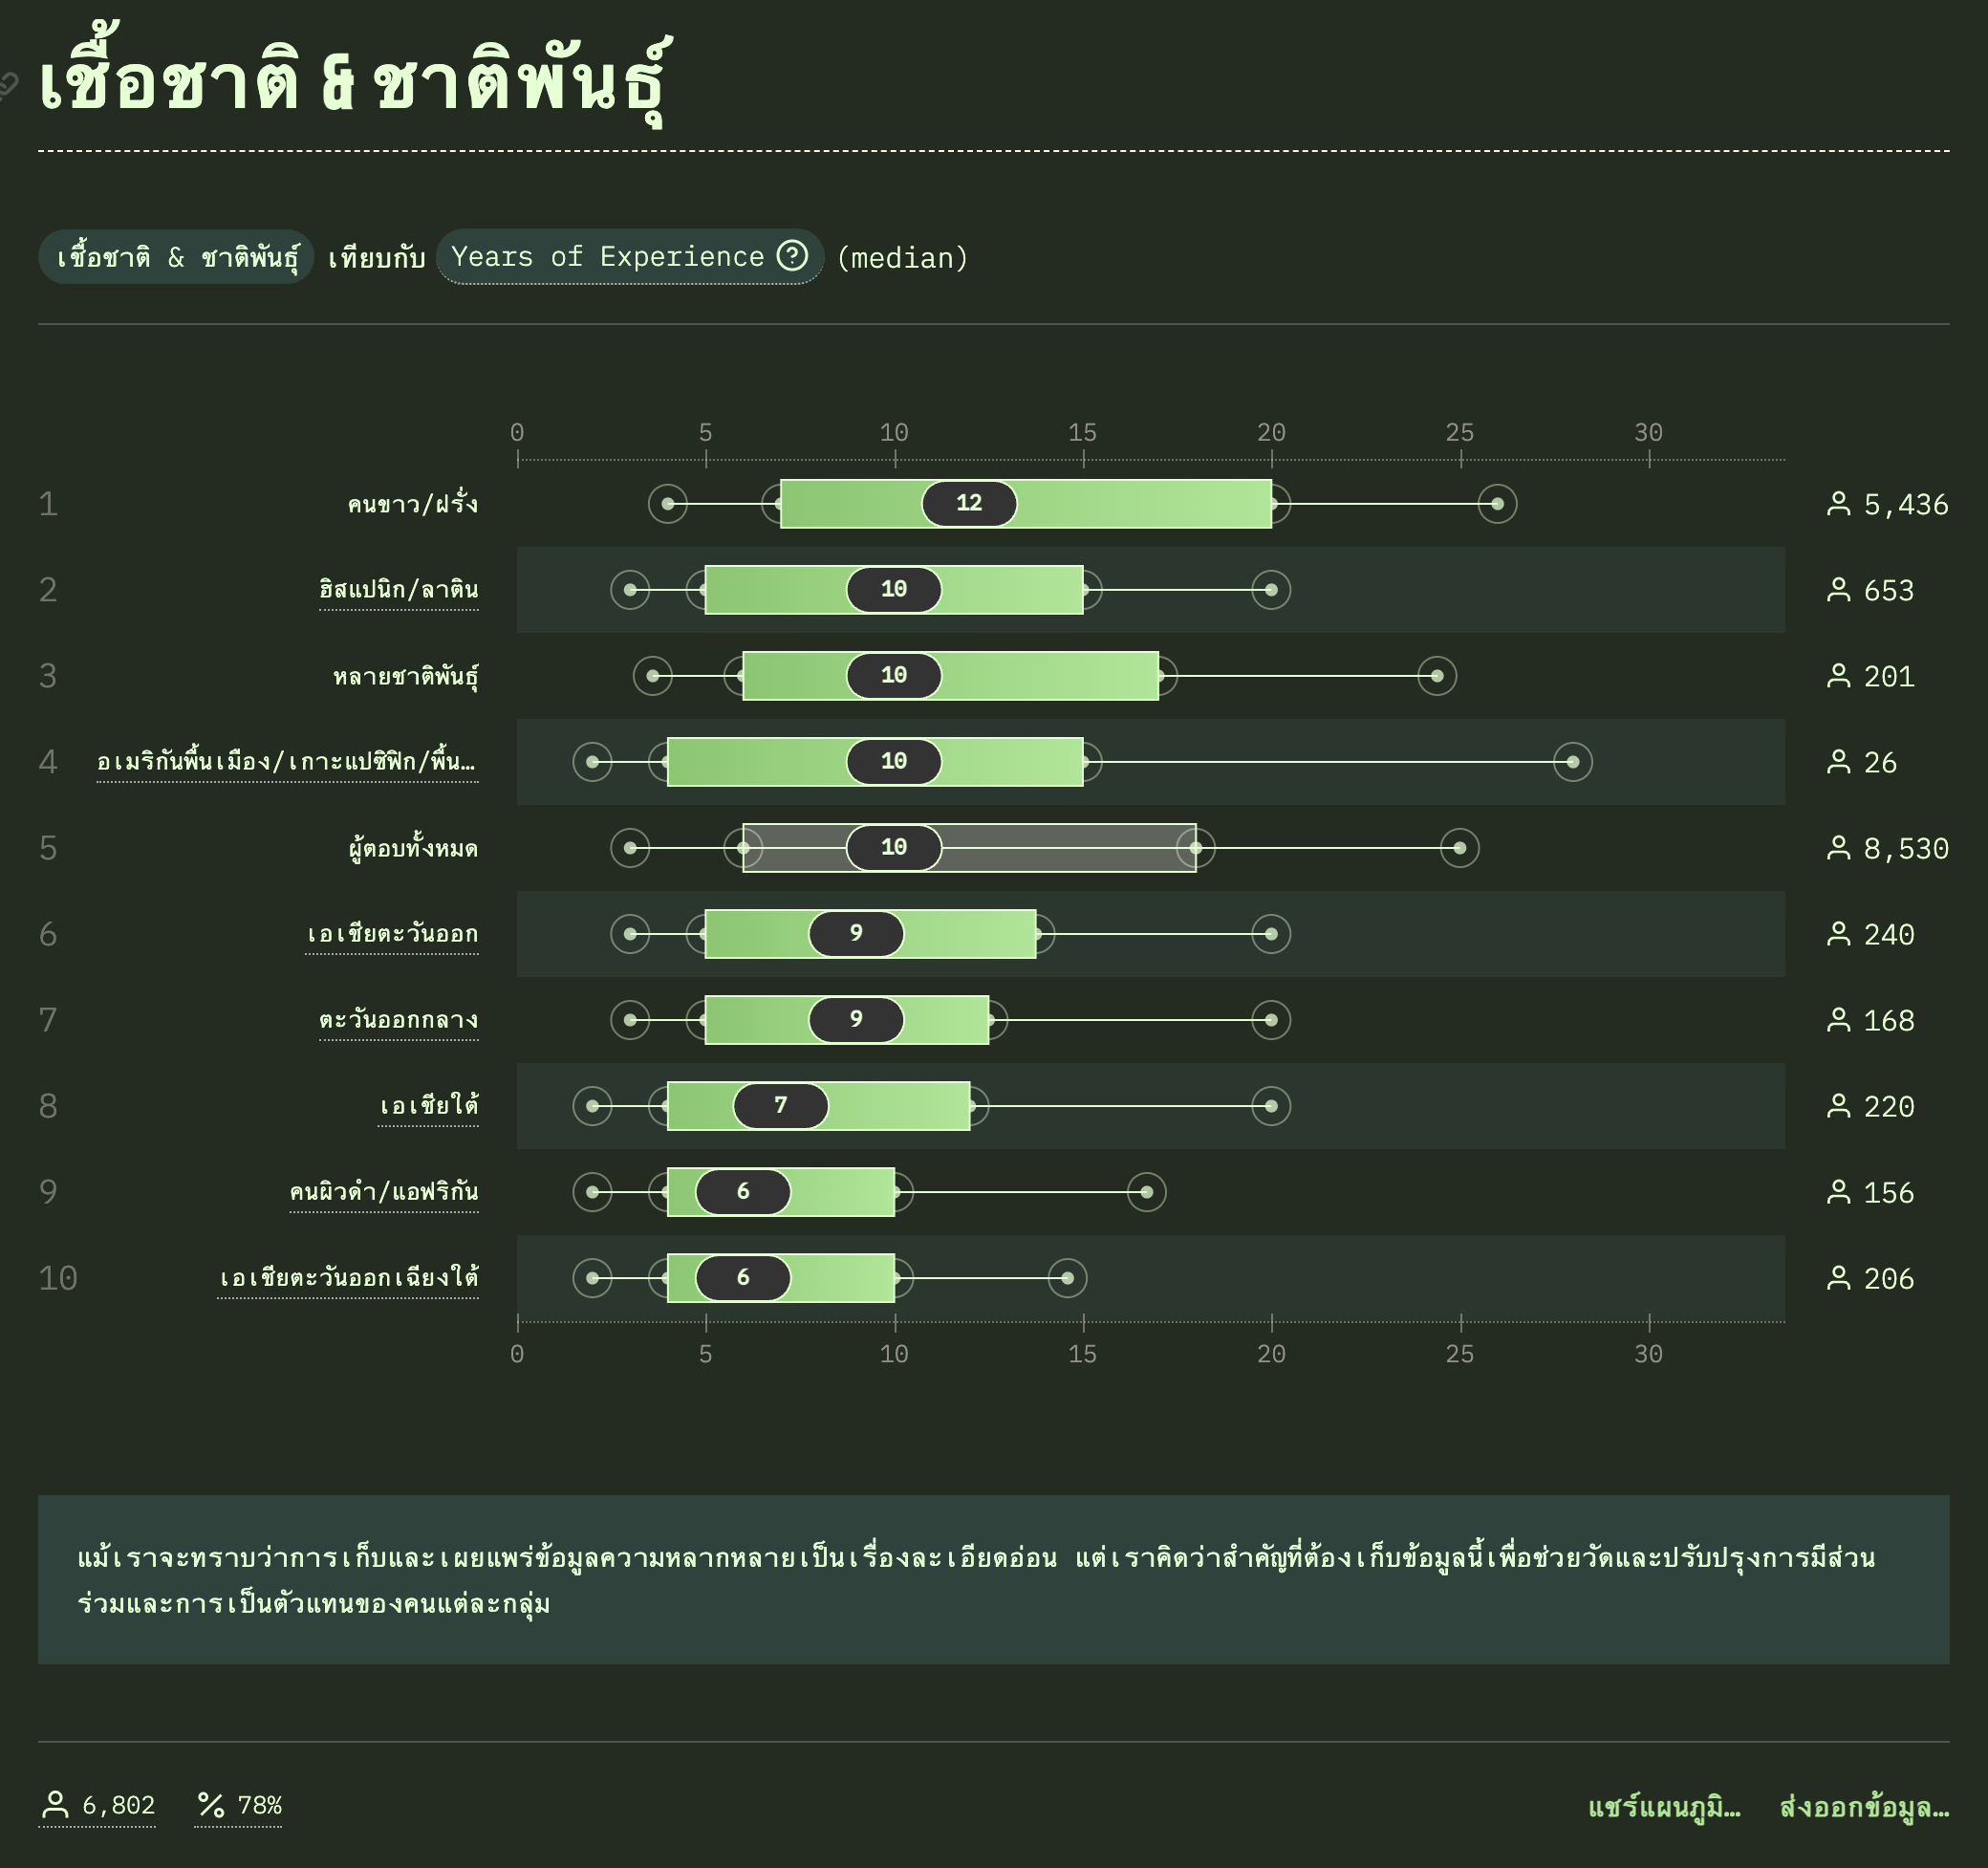 เชื้อชาติ & ชาติพันธุ์
เชื้อชาติ & ชาติพันธุ์ เทียบกับ Years of Experience (median)
0 5 10 15 20 25 30
1 คนขาว/ฝรั่ง 12 5,436
2 ฮิสแปนิก/ลาติน 10 653
3 หลายชาติพันธุ์ 10 201
4 อเมริกันพื้นเมือง/เกาะแปซิฟิก/พื้น… 10 26
5 ผู้ตอบทั้งหมด 10 8,530
6 เอเชียตะวันออก 9 240
7 ตะวันออกกลาง 9 168
8 เอเชียใต้ 7 220
9 คนผิวดำ/แอฟริกัน 6 156
10 เอเชียตะวันออกเฉียงใต้ 6 206
0 5 10 15 20 25 30
แม้เราจะทราบว่าการเก็บและเผยแพร่ข้อมูลความหลากหลายเป็นเรื่องละเอียดอ่อน แต่เราคิดว่าสำคัญที่ต้องเก็บข้อมูลนี้เพื่อช่วยวัดและปรับปรุงการมีส่วน
ร่วมและการเป็นตัวแทนของคนแต่ละกลุ่ม
6,802 78% แชร์แผนภูมิ… ส่งออกข้อมูล…